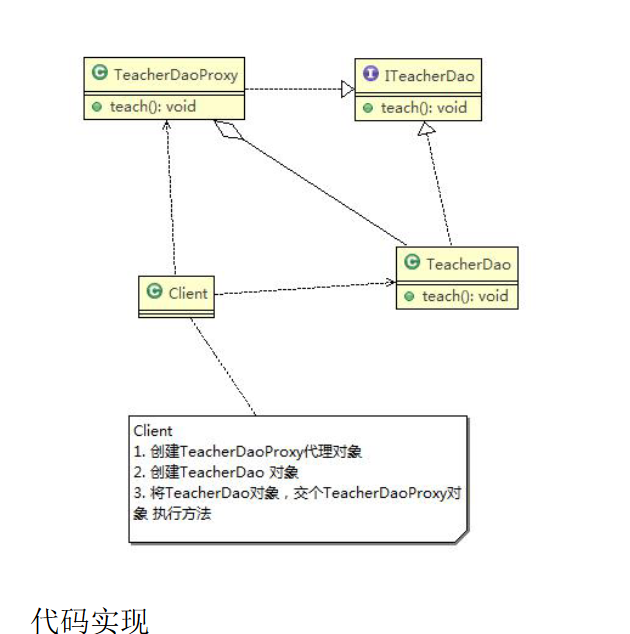 TeacherDaoProxy
teach(): void
ITeacherDao
teach(): void
TeacherDao
teach(): void
Client
Client
1. 创建TeacherDaoProxy代理对象
2. 创建TeacherDao 对象
3. 将TeacherDao对象，交个TeacherDaoProxy对
象 执行方法
代码实现